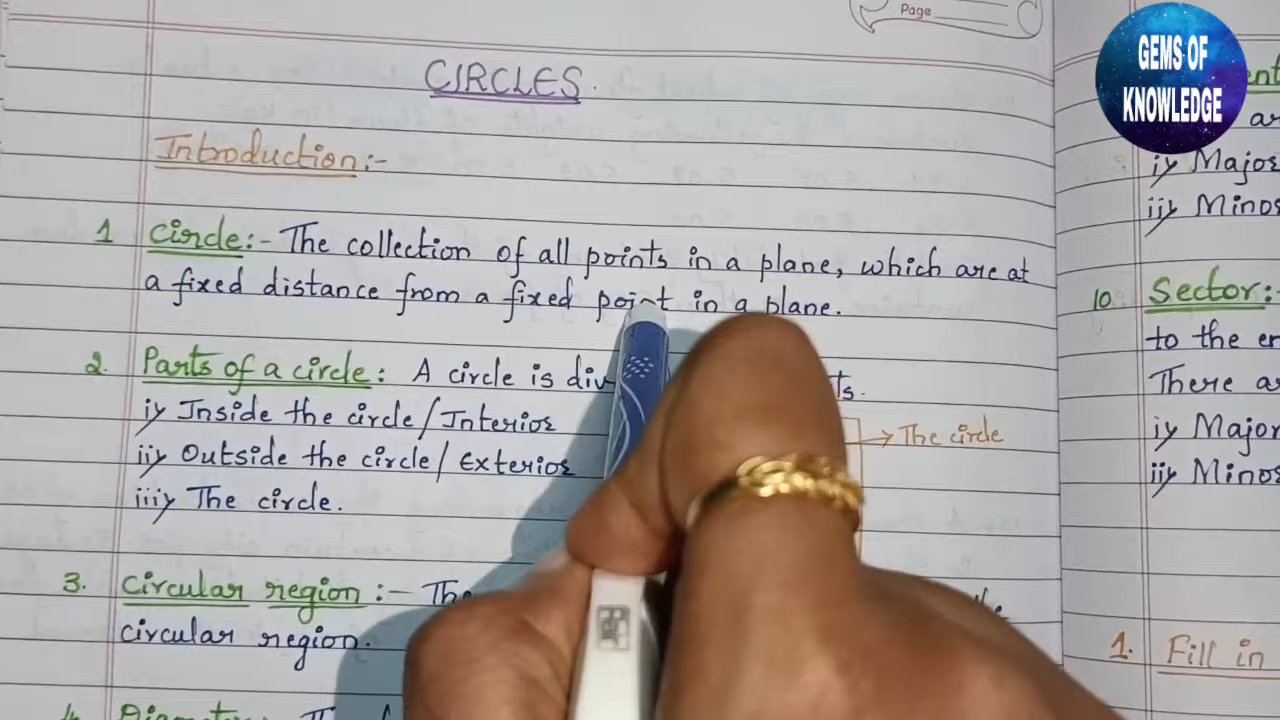 Page
GEMS OF
KNOWLEDGE
CIRCLES.
Introduction:-
1 Circle:- The collection of all points in a plane, which are at
a fixed distance from a fixed point in a plane.
2. Parts of a circle: A circle is
i) Inside the circle/Interior
ii) Outside the circle/ Exterior
iii) The circle.
→ The circle
3. Circular region :- The
circular region.
i) Major
ii) Minor
10. Sector:
to the
There
i) Major
ii) Minor
1. Fill in